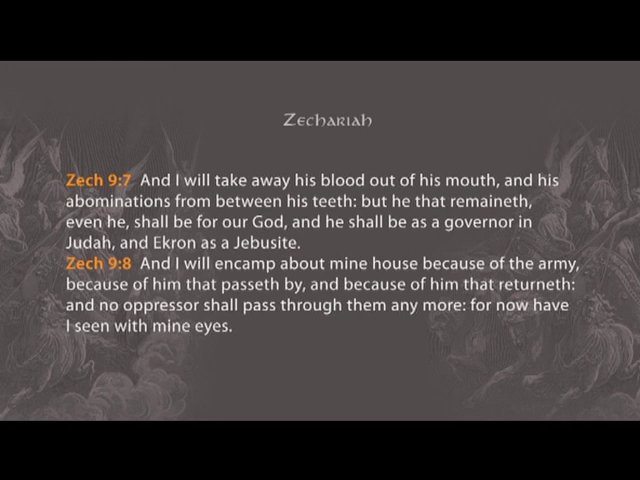 Zechariah
Zech 9:7 And I will take away his blood out of his mouth, and his
abominations from between his teeth: but he that remaineth,
even he, shall be for our God, and he shall be as a governor in
Judah, and Ekron as a Jebusite.
Zech 9:8 And I will encamp about mine house because of the army,
because of him that passeth by, and because of him that returneth:
and no oppressor shall pass through them any more: for now have
I seen with mine eyes.